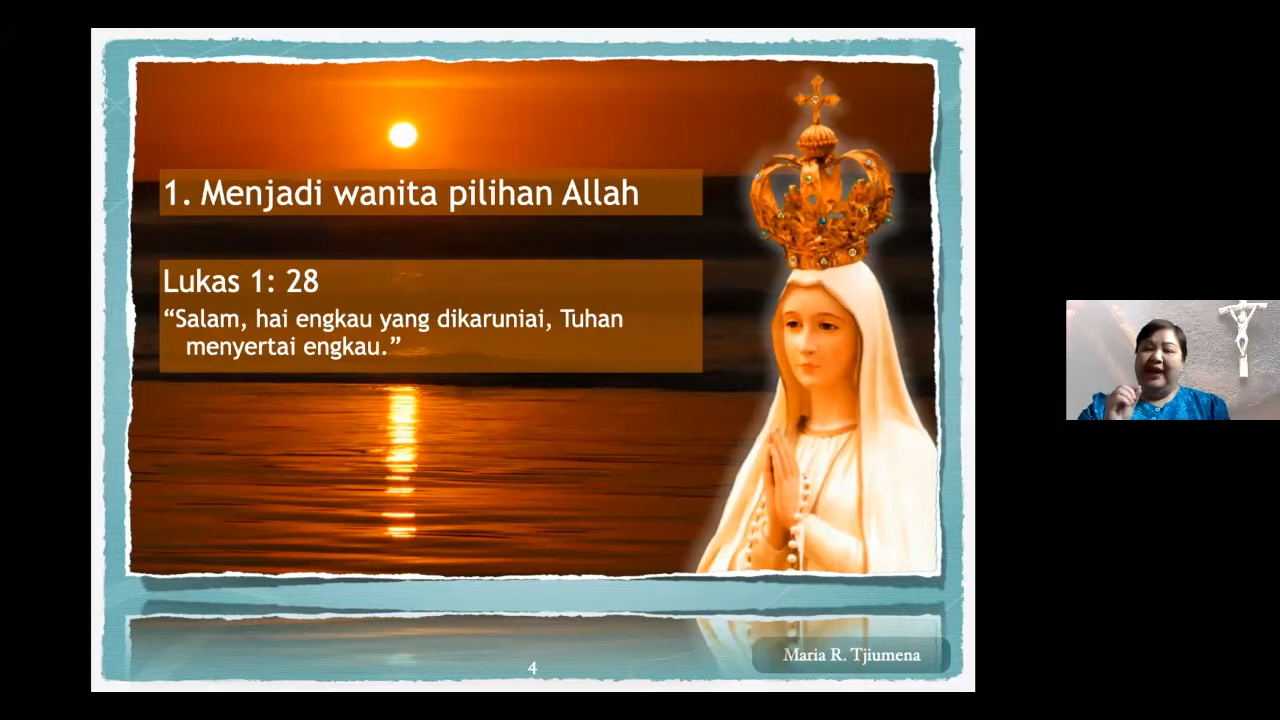 1. Menjadi wanita pilihan Allah
Lukas 1: 28
“Salam, hai engkau yang dikaruniai, Tuhan
menyertai engkau.”
Maria R. Tjiumena
4